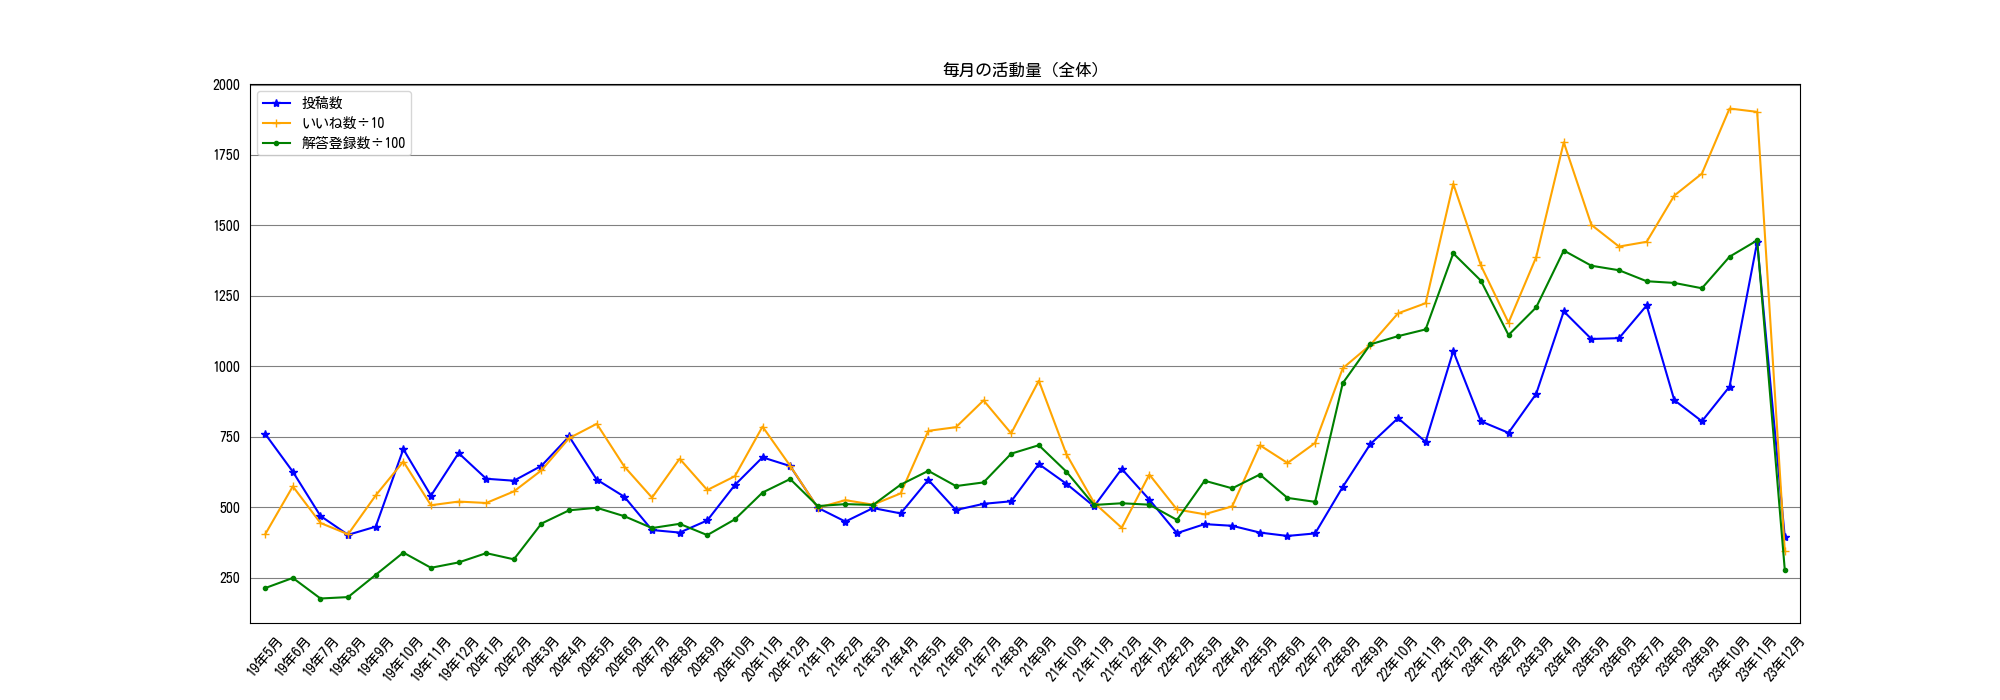 毎月の活動量（全体）
2000
1750
1500
1250
1000
750
500
250
投稿数
いいね数÷10
解答登録数÷100
19年5月
19年6月
19年7月
19年8月
19年9月
19年10月
19年11月
19年12月
20年1月
20年2月
20年3月
20年4月
20年5月
20年6月
20年7月
20年8月
20年9月
20年10月
20年11月
20年12月
21年1月
21年2月
21年3月
21年4月
21年5月
21年6月
21年7月
21年8月
21年9月
21年10月
21年11月
21年12月
22年1月
22年2月
22年3月
22年4月
22年5月
22年6月
22年7月
22年8月
22年9月
22年10月
22年11月
22年12月
23年1月
23年2月
23年3月
23年4月
23年5月
23年6月
23年7月
23年8月
23年9月
23年10月
23年11月
23年12月